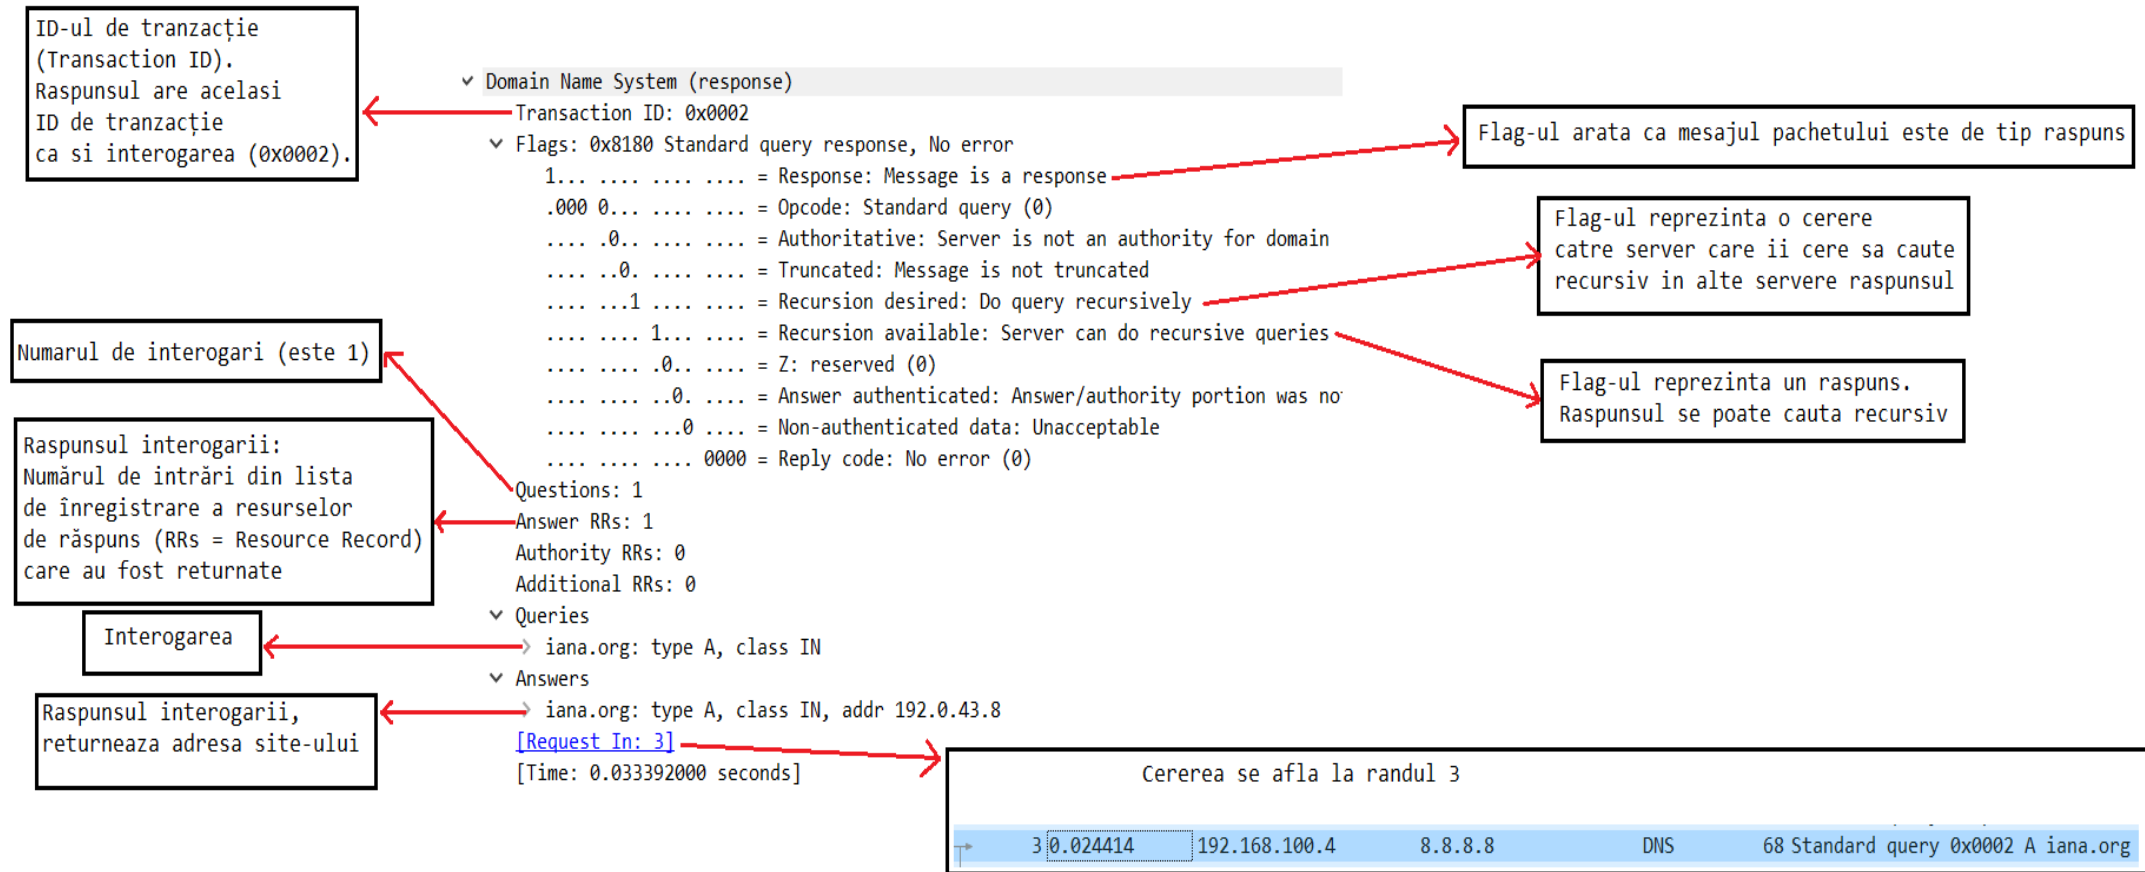 ID-ul de tranzacție
(Transaction ID).
Raspunsul are acelasi
ID de tranzacție
ca si interogarea (0x0002).
Numarul de interogari (este 1)
Raspunsul interogarii:
Numărul de intrări din lista
de înregistrare a resurselor
de răspuns (RRs = Resource Record)
care au fost returnate
Interogarea
Raspunsul interogarii,
returneaza adresa site-ului
Domain Name System (response)
Transaction ID: 0x0002
Flags: 0x8180 Standard query response, No error
1... .... .... .... = Response: Message is a response
.000 0... .... .... = Opcode: Standard query (0)
.... .0.. .... .... = Authoritative: Server is not an authority for domain
.... ..0. .... .... = Truncated: Message is not truncated
.... ...1 .... .... = Recursion desired: Do query recursively
.... .... 1... .... = Recursion available: Server can do recursive queries
.... .... .0.. .... = Z: reserved (0)
.... .... ..0. .... = Answer authenticated: Answer/authority portion was
.... .... ...0 .... = Non-authenticated data: Unacceptable
.... .... .... 0000 = Reply code: No error (0)
Questions: 1
Answer RRs: 1
Authority RRs: 0
Additional RRs: 0
Queries
iana.org: type A, class IN
Answers
iana.org: type A, class IN, addr 192.0.43.8
[Request In: 3]
[Time: 0.033392000 seconds]
Flag-ul arata ca mesajul pachetului este de tip raspuns
Flag-ul reprezinta o cerere
catre server care ii cere sa caute
recursiv in alte servere raspunsul
Flag-ul reprezinta un raspuns.
Raspunsul se poate cauta recursiv
Cererea se afla la randul 3
3 0.024414 192.168.100.4 8.8.8.8 DNS 68 Standard query 0x0002 A iana.org